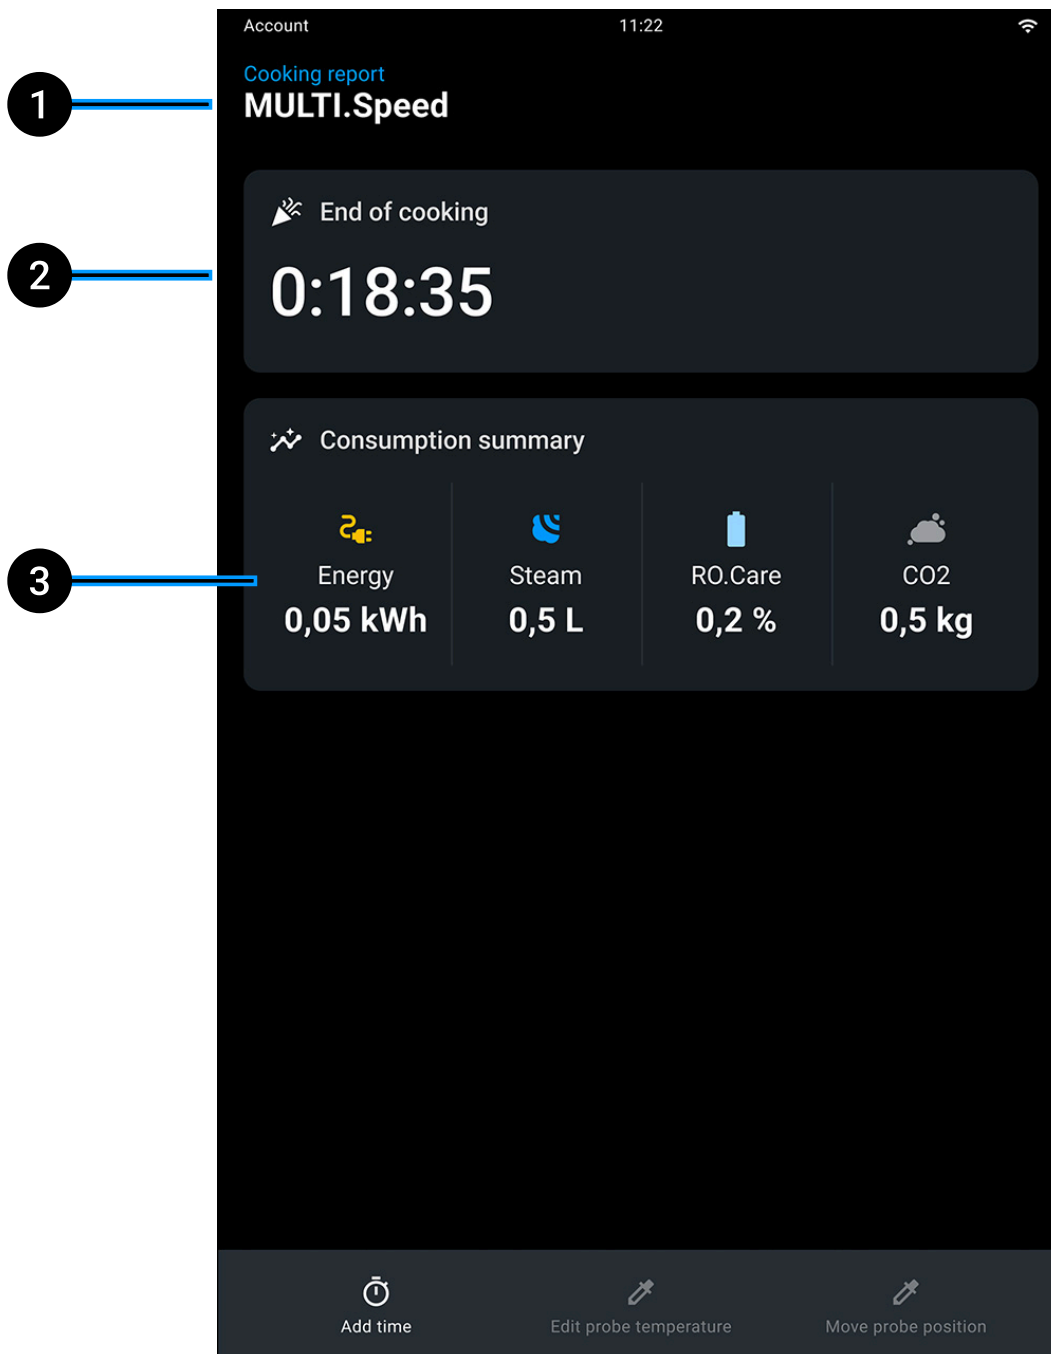 Account 11:22
Cooking report
1
MULTI.Speed
End of cooking
2
0:18:35
Consumption summary
3
Energy Steam RO.Care CO2
0,05 kWh 0,5 L 0,2 % 0,5 kg
Add time Edit probe temperature Move probe position